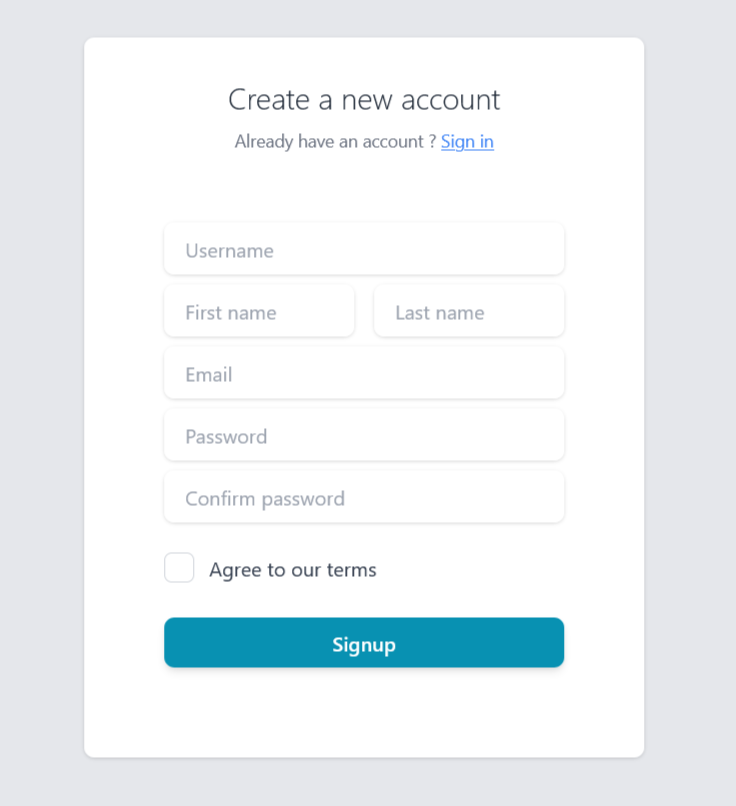 Create a new account
Already have an account ? Sign in
Username
First name Last name
Email
Password
Confirm password
Agree to our terms
Signup